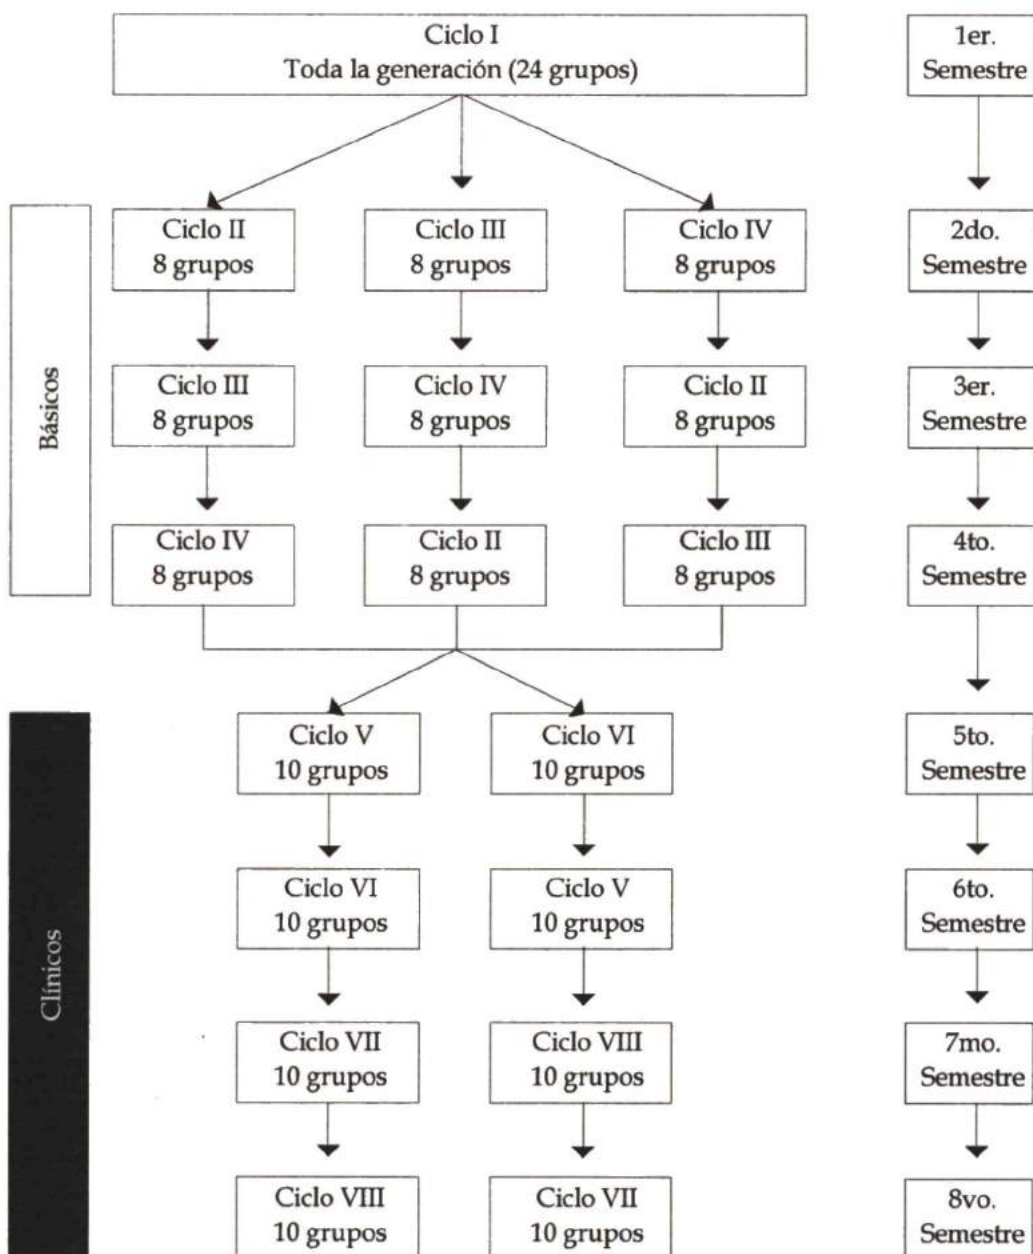 Ciclo I
Toda la generación (24 grupos)
1er.
Semestre
Básicos
Ciclo II
8 grupos
Ciclo III
8 grupos
Ciclo IV
8 grupos
2do.
Semestre
Ciclo III
8 grupos
Ciclo IV
8 grupos
Ciclo II
8 grupos
3er.
Semestre
Ciclo IV
8 grupos
Ciclo II
8 grupos
Ciclo III
8 grupos
4to.
Semestre
Clínicos
Ciclo V
10 grupos
Ciclo VI
10 grupos
5to.
Semestre
Ciclo VI
10 grupos
Ciclo V
10 grupos
6to.
Semestre
Ciclo VII
10 grupos
Ciclo VIII
10 grupos
7mo.
Semestre
Ciclo VIII
10 grupos
Ciclo VII
10 grupos
8vo.
Semestre